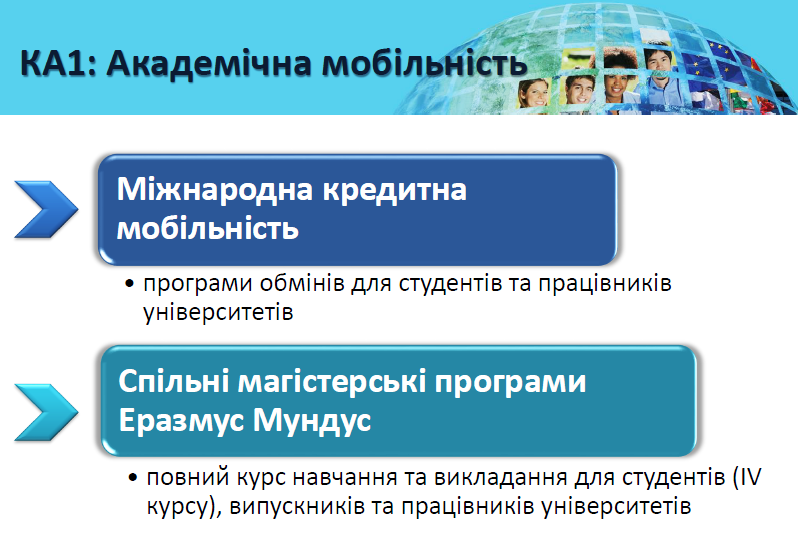 КА1: Академічна мобільність
Міжнародна кредитна
мобільність
• програми обмінів для студентів та працівників
університетів
Спільні магістерські програми
Еразмус Мундус
• повний курс навчання та викладання для студентів (IV
курсу), випускників та працівників університетів